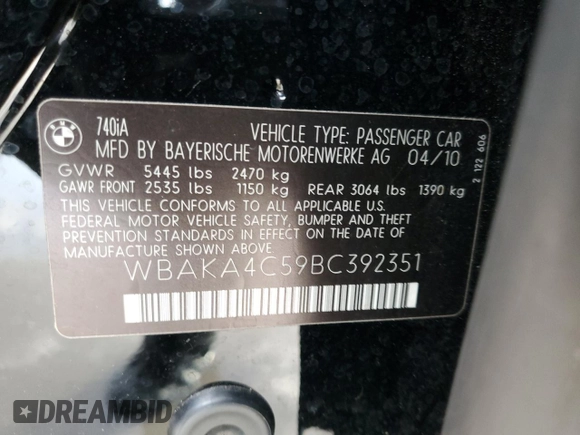 BMW
740iA
VEHICLE TYPE: PASSENGER CAR
MFD BY BAYERISCHE MOTORENWERKE AG 04/10
GVWR 5445 lbs 2470 kg
GAWR FRONT 2535 lbs 1150 kg REAR 3064 lbs 1390 kg
THIS VEHICLE CONFORMS TO ALL APPLICABLE U.S.
FEDERAL MOTOR VEHICLE SAFETY, BUMPER AND THEFT
PREVENTION STANDARDS IN EFFECT ON THE DATE OF
MANUFACTURE SHOWN ABOVE
WBAKA4C59BC392351
2 122 606
DREAMBID